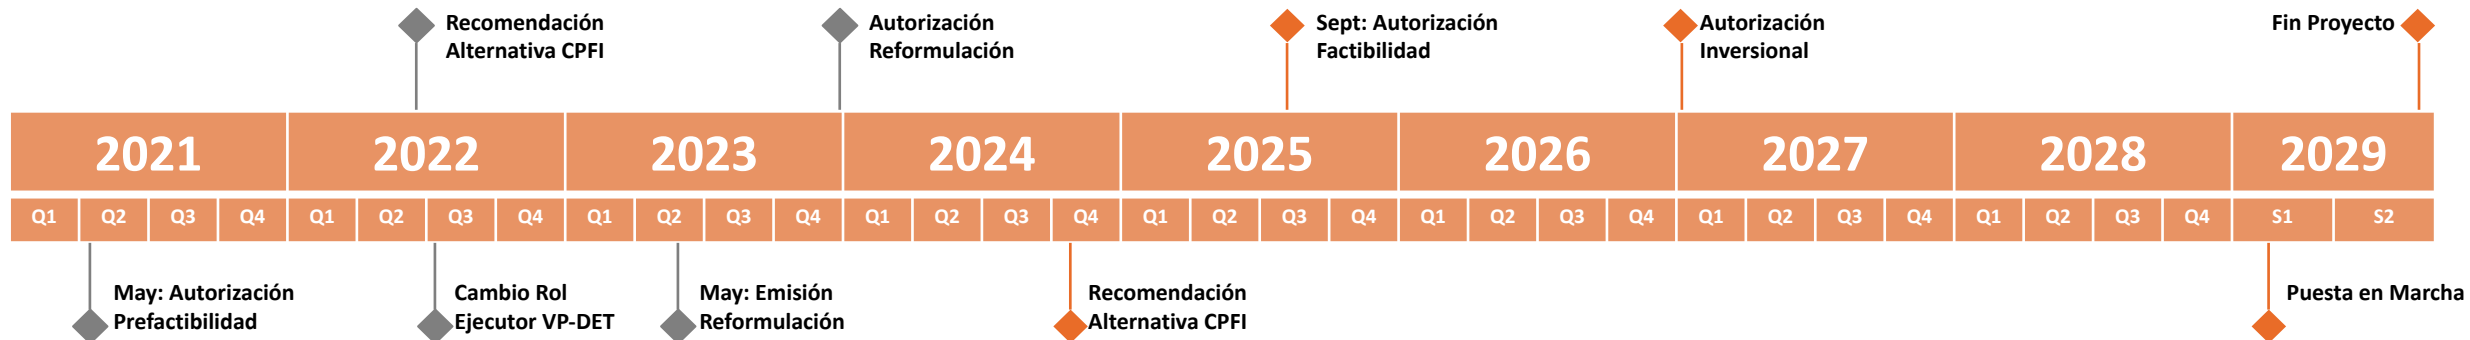 Recomendación
Alternativa CPFI
Autorización
Reformulación
Sept: Autorización
Factibilidad
Autorización
Inversional
Fin Proyecto
2021 2022 2023 2024 2025 2026 2027 2028 2029
Q1 Q2 Q3 Q4 Q1 Q2 Q3 Q4 Q1 Q2 Q3 Q4 Q1 Q2 Q3 Q4 Q1 Q2 Q3 Q4 Q1 Q2 Q3 Q4 Q1 Q2 Q3 Q4 Q1 Q2 Q3 Q4 S1 S2
May: Autorización
Prefactibilidad
Cambio Rol
Ejecutor VP-DET
May: Emisión
Reformulación
Recomendación
Alternativa CPFI
Puesta en Marcha